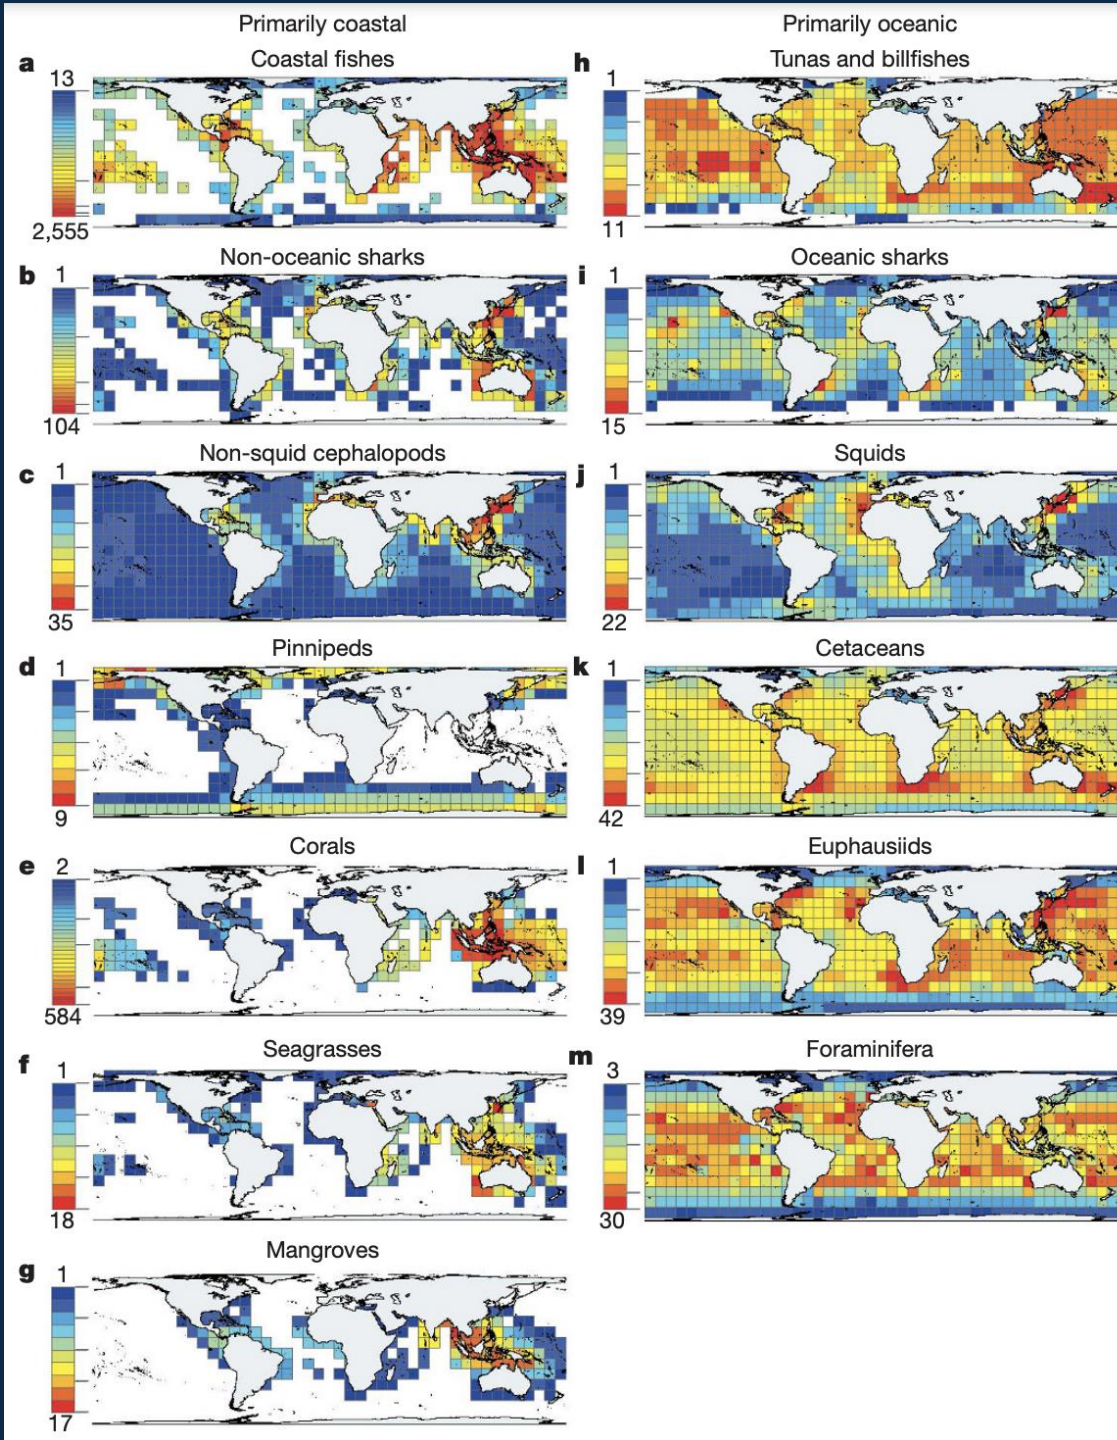 Primarily coastal
a
Coastal fishes
13
2,555
b
Non-oceanic sharks
1
104
c
Non-squid cephalopods
1
35
d
Pinnipeds
1
9
e
Corals
2
584
f
Seagrasses
1
18
g
Mangroves
1
17
Primarily oceanic
h
Tunas and billfishes
1
11
i
Oceanic sharks
1
15
j
Squids
1
22
k
Cetaceans
1
42
l
Euphausiids
1
39
m
Foraminifera
3
30